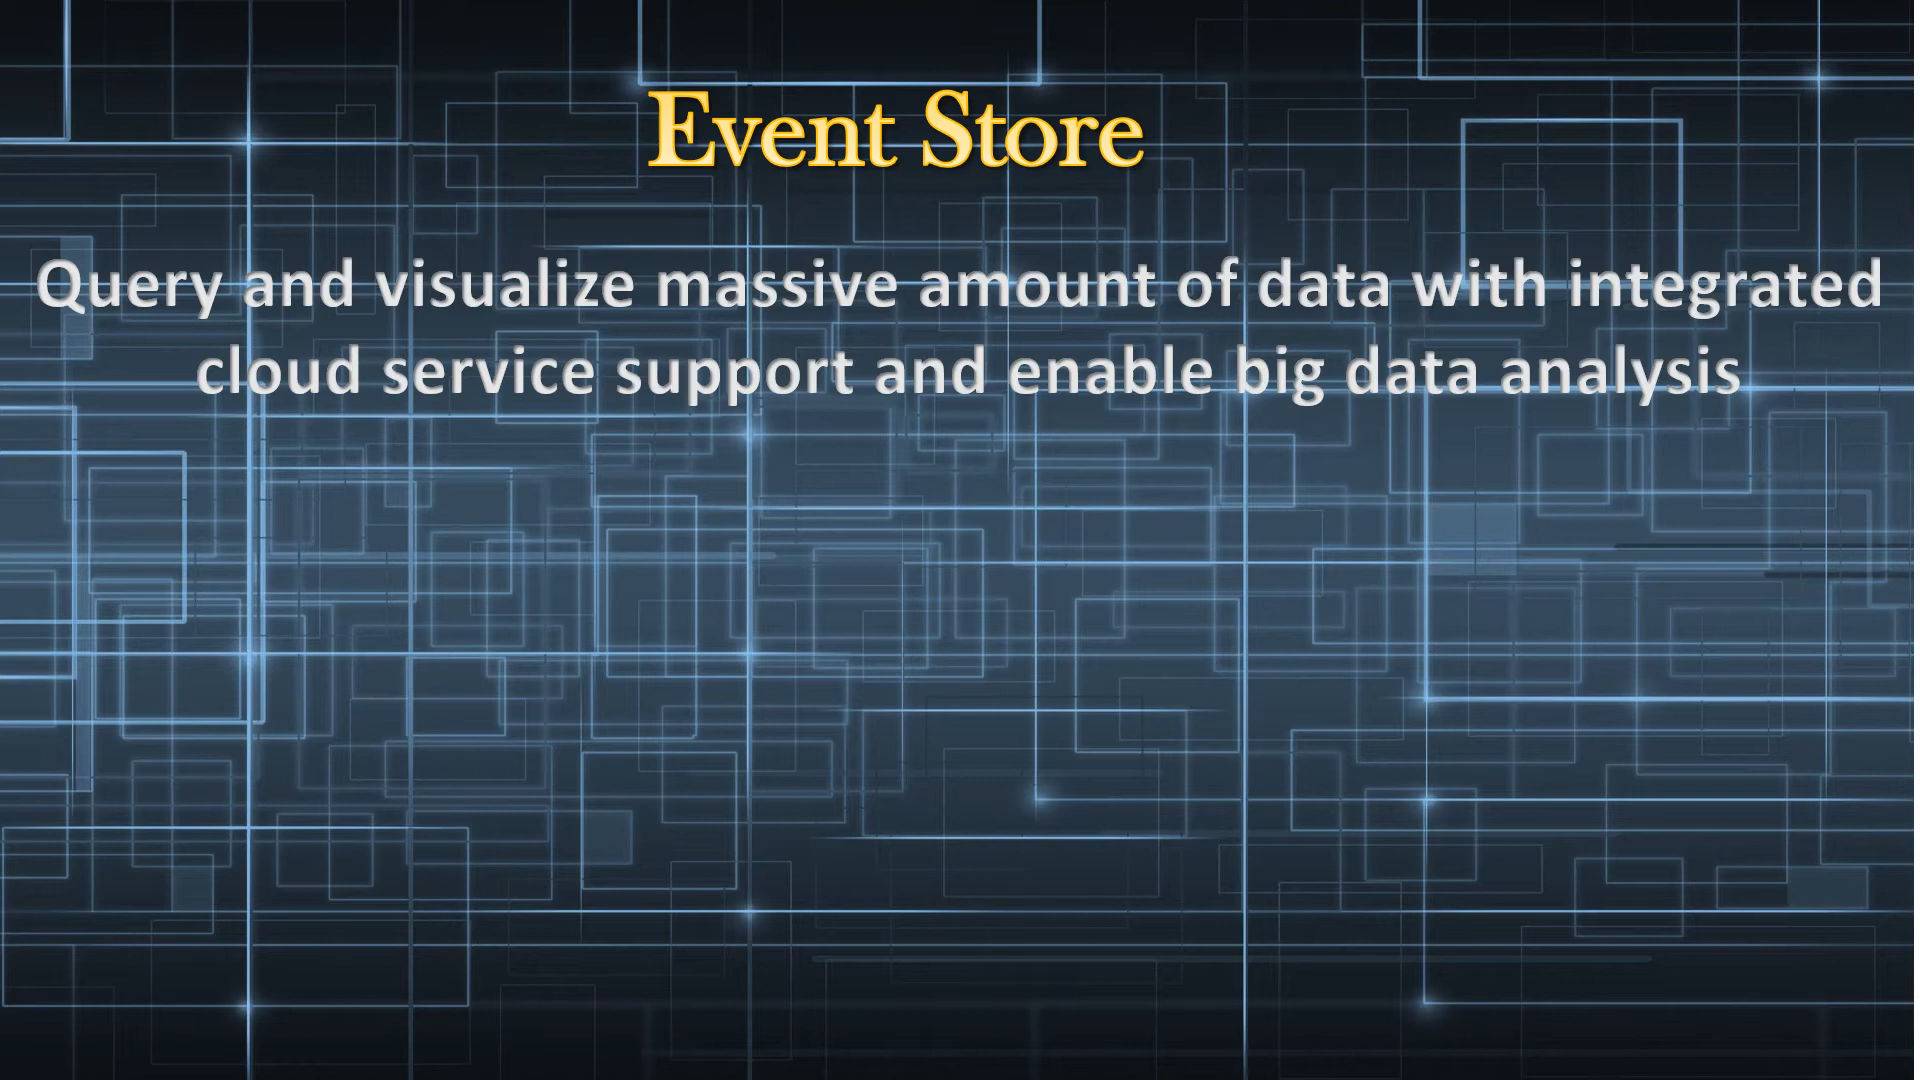 Event Store
Query and visualize massive amount of data with integrated
cloud service support and enable big data analysis